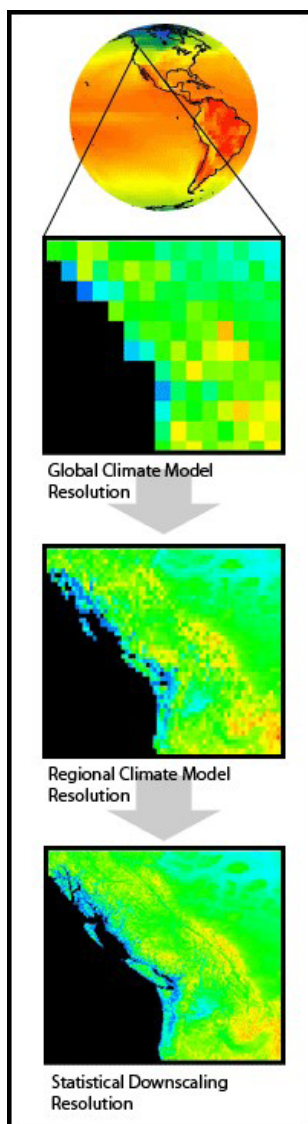 Global Climate Model
Resolution
Regional Climate Model
Resolution
Statistical Downscaling
Resolution